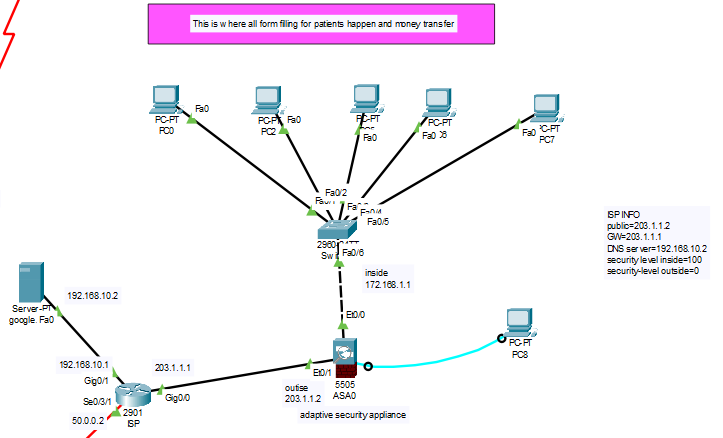 This is where all form filling for patients happen and money transfer
PC-PT
PC0
Fa0
PC-PT
PC2
Fa0
PC-PT
Fa0
PC-PT
Fa0
PC-PT
PC7
Fa0
Fa0/2
Fa0/4
Fa0/5
Fa0/6
ISP INFO
public=203.1.1.2
GW=203.1.1.1
DNS server=192.168.10.2
security level inside=100
security-level outside=0
inside
172.168.1.1
Server-PT
google. Fa0
192.168.10.2
Et0/0
PC-PT
PC8
192.168.10.1
Gig0/1
203.1.1.1
Et0/1
5505
ASA0
Se0/3/1
2901
ISP
Gig0/0
50.0.0.2
outise
203.1.1.2
adaptive security appliance